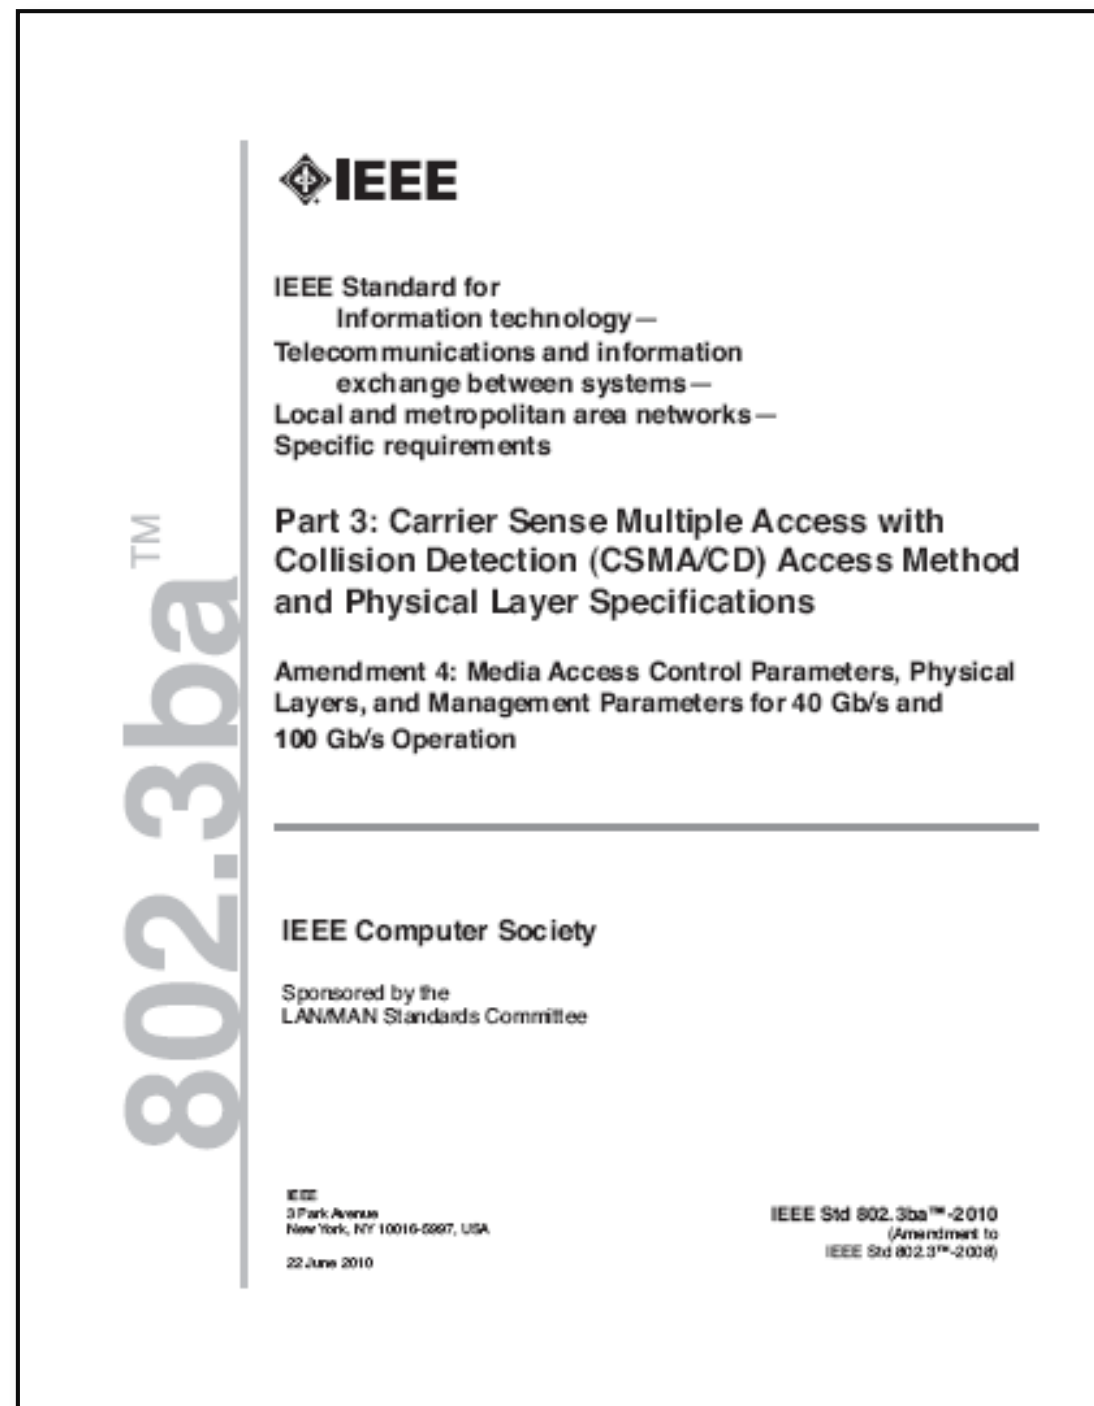 IEEE
IEEE Standard for
Information technology—
Telecommunications and information
exchange between systems—
Local and metropolitan area networks—
Specific requirements
Part 3: Carrier Sense Multiple Access with
Collision Detection (CSMA/CD) Access Method
and Physical Layer Specifications
Amendment 4: Media Access Control Parameters, Physical
Layers, and Management Parameters for 40 Gb/s and
100 Gb/s Operation
802.3ba™
IEEE Computer Society
Sponsored by the
LAN/MAN Standards Committee
IEEE
3 Park Avenue
New York, NY 10016-5997, USA
22 June 2010
IEEE Std 802.3ba™-2010
(Amendment to
IEEE Std 802.3™-2008)